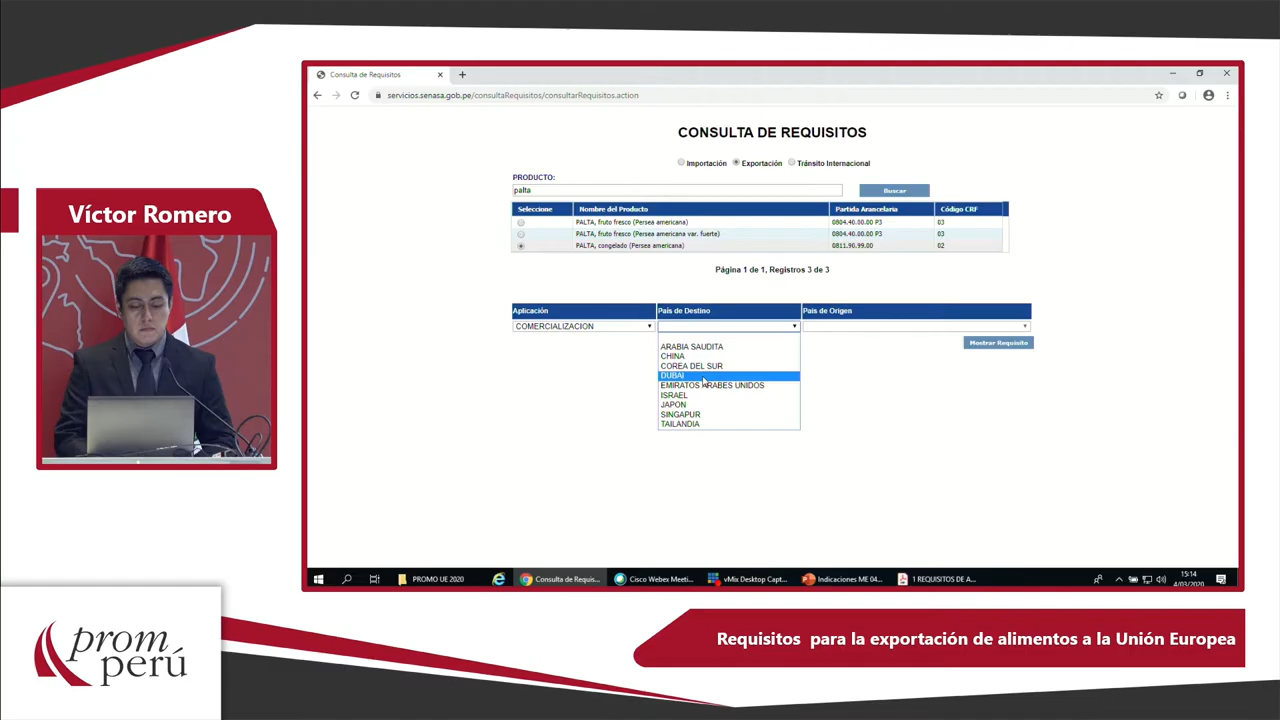 Consulta de Requisitos
servicios.senasa.gob.pe/consultaRequisitos/consultarRequisitos.action
CONSULTA DE REQUISITOS
Importación Exportación Tránsito Internacional
PRODUCTO:
palta Buscar
Seleccione Nombre del Producto Partida Arancelaria Código CRF
PALTA, fruto fresco (Persea americana) 0804.40.00.00 P3 03
PALTA, fruto fresco (Persea americana var. fuerte) 0804.40.00.00 P3 03
PALTA, congelado (Persea americana) 0811.90.99.00 02
Página 1 de 1, Registros 3 de 3
Aplicación País de Destino País de Origen
COMERCIALIZACION
Mostrar Requisito
ARABIA SAUDITA
CHINA
COREA DEL SUR
DUBAI
EMIRATOS ARABES UNIDOS
ISRAEL
JAPON
SINGAPUR
TAILANDIA
Víctor Romero
PROMO UE 2020 Consulta de Requis... Cisco Webex Meeti... vMix Desktop Capt... Indicaciones ME 04... 1 REQUISITOS DE A...
15:14
4/03/2020
Requisitos para la exportación de alimentos a la Unión Europea
prom
perú